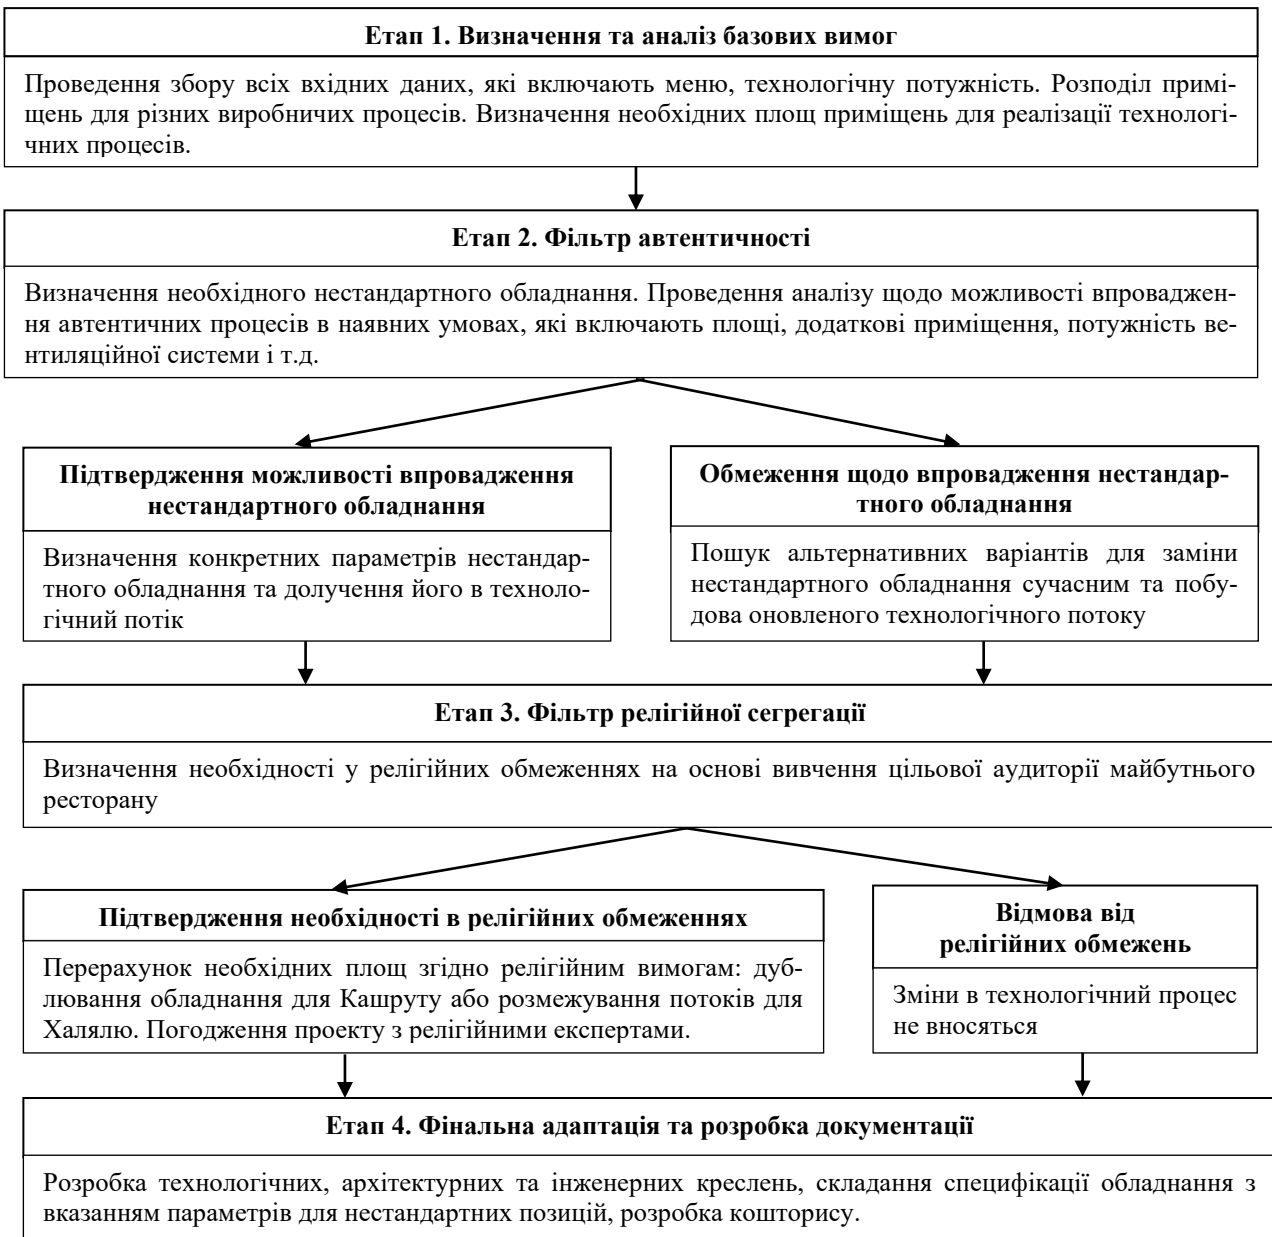 Етап 1. Визначення та аналіз базових вимог
Проведення збору всіх вхідних даних, які включають меню, технологічну потужність. Розподіл примі-
щень для різних виробничих процесів. Визначення необхідних площ приміщень для реалізації технологі-
чних процесів.
Етап 2. Фільтр автентичності
Визначення необхідного нестандартного обладнання. Проведення аналізу щодо можливості впроваджен-
ня автентичних процесів в наявних умовах, які включають площі, додаткові приміщення, потужність ве-
нтиляційної системи і т.д.
Підтвердження можливості впровадження
нестандартного обладнання
Визначення конкретних параметрів нестандар-
тного обладнання та долучення його в техноло-
гічний потік
Обмеження щодо впровадження нестандар-
тного обладнання
Пошук альтернативних варіантів для заміни
нестандартного обладнання сучасним та побу-
дова оновленого технологічного потоку
Етап 3. Фільтр релігійної сегрегації
Визначення необхідності у релігійних обмеженнях на основі вивчення цільової аудиторії майбутнього
ресторану
Підтвердження необхідності в релігійних обмеженнях
Перерахунок необхідних площ згідно релігійним вимогам: дуб-
лювання обладнання для Кашруту або розмежування потоків для
Халялю. Погодження проекту з релігійними експертами.
Відмова від
релігійних обмежень
Зміни в технологічний процес
не вносяться
Етап 4. Фінальна адаптація та розробка документації
Розробка технологічних, архітектурних та інженерних креслень, складання специфікації обладнання з
вказанням параметрів для нестандартних позицій, розробка кошторису.